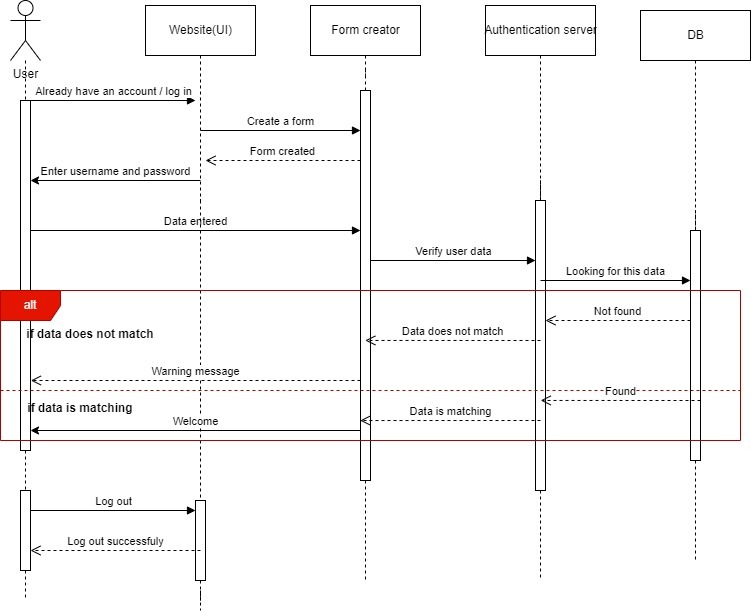 Website(UI)
Form creator
Authentication server
DB
User
Already have an account / log in
Create a form
Form created
Enter username and password
Data entered
Verify user data
Looking for this data
alt
Not found
if data does not match
Data does not match
Warning message
Found
if data is matching
Data is matching
Welcome
Log out
Log out successfuly